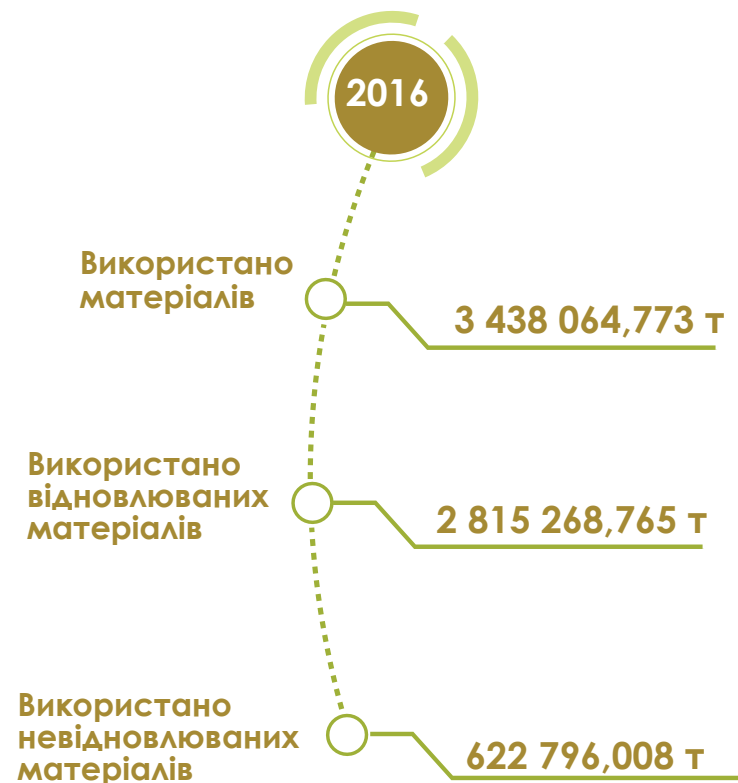 2016
Використано
матеріалів
3 438 064,773 т
Використано
відновлюваних
матеріалів
2 815 268,765 т
Використано
невідновлюваних
матеріалів
622 796,008 т